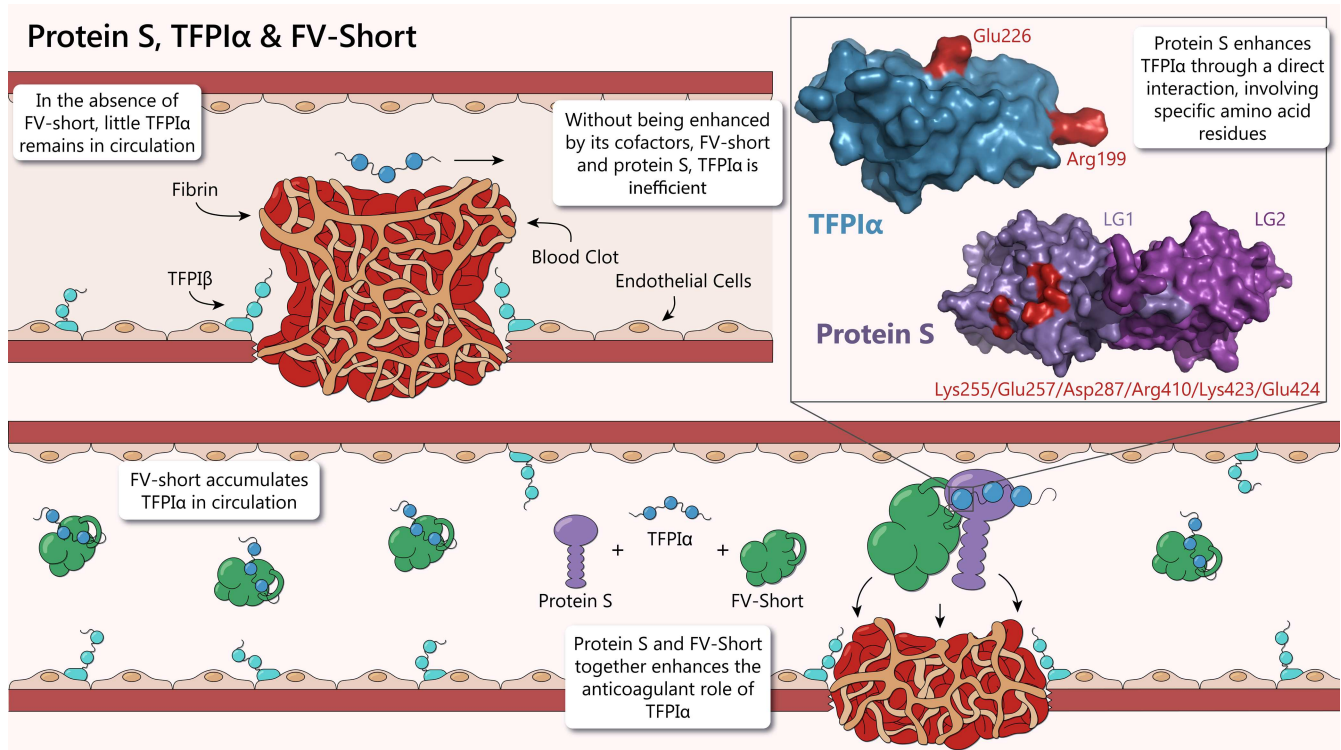 Protein S, TFPIα & FV-Short
In the absence of
FV-short, little TFPIα
remains in circulation
Without being enhanced
by its cofactors, FV-short
and protein S, TFPIα is
inefficient
Fibrin
Blood Clot
TFPIβ
Endothelial Cells
Glu226
Protein S enhances
TFPIα through a direct
interaction, involving
specific amino acid
residues
Arg199
TFPIα
LG1
LG2
Protein S
Lys255/Glu257/Asp287/Arg410/Lys423/Glu424
FV-short accumulates
TFPIα in circulation
TFPIα
+
+
Protein S
FV-Short
Protein S and FV-Short
together enhances the
anticoagulant role of
TFPIα